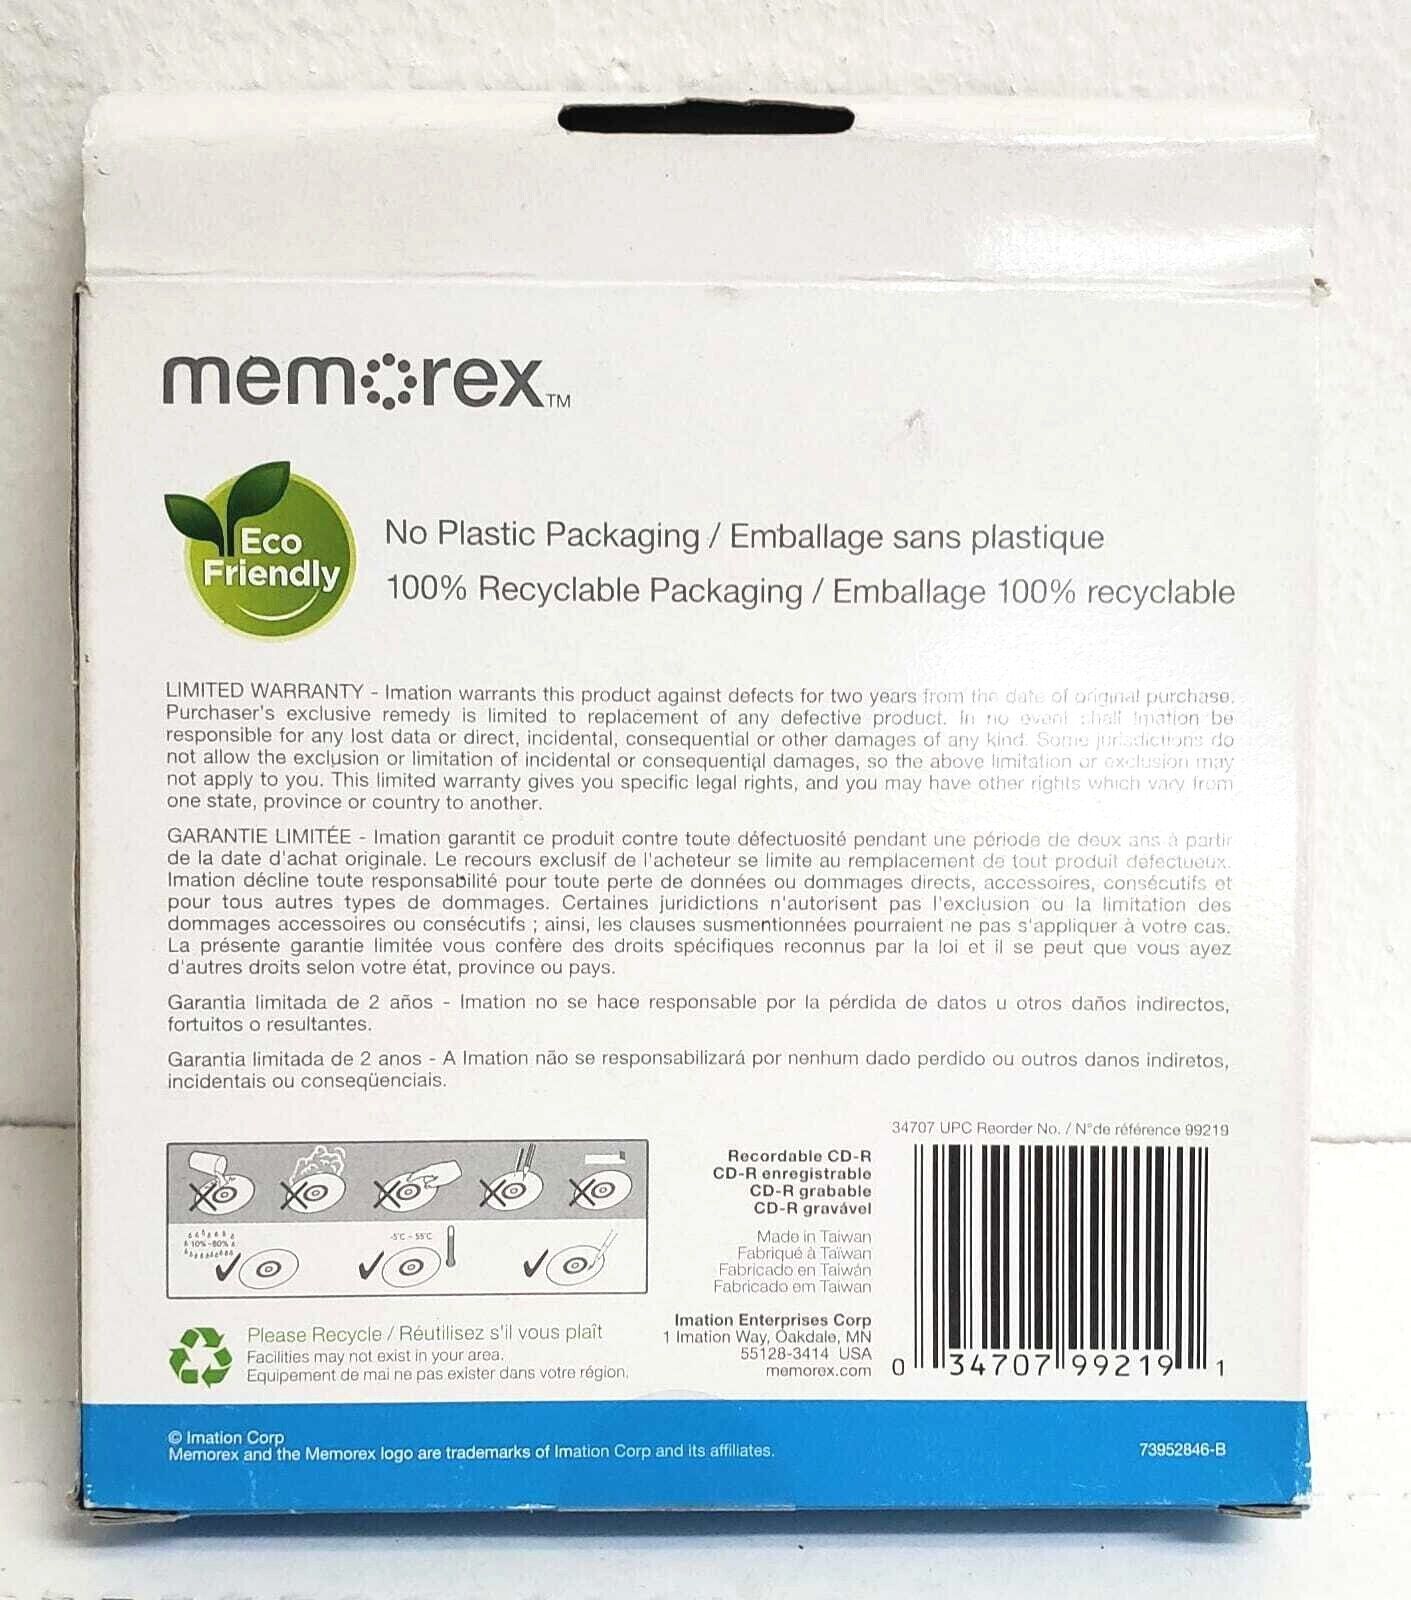 memorex™
Eco
Friendly
No Plastic Packaging / Emballage sans plastique
100% Recyclable Packaging / Emballage 100% recyclable
LIMITED WARRANTY - Imation warrants this product against defects for two years from the date of original purchase.
Purchaser's exclusive remedy is limited to replacement of any defective product. In no event shall Imation be
responsible for any lost data or direct, incidental, consequential or other damages of any kind. Some jurisdictions do
not allow the exclusion or limitation of incidental or consequential damages, so the above limitation or exclusion may
not apply to you. This limited warranty gives you specific legal rights, and you may have other rights which vary from
one state, province or country to another.
GARANTIE LIMITÉE - Imation garantit ce produit contre toute défectuosité pendant une période de deux ans à partir
de la date d'achat originale. Le recours exclusif de l'acheteur se limite au remplacement de tout produit défectueux.
Imation décline toute responsabilité pour toute perte de données ou dommages directs, accessoires, consécutifs et
pour tous autres types de dommages. Certaines juridictions n'autorisent pas l'exclusion ou la limitation des
dommages accessoires ou consécutifs ; ainsi, les clauses susmentionnées pourraient ne pas s'appliquer à votre cas.
La présente garantie limitée vous confère des droits spécifiques reconnus par la loi et il se peut que vous ayez
d'autres droits selon votre état, province ou pays.
Garantia limitada de 2 años - Imation no se hace responsable por la pérdida de datos u otros daños indirectos,
fortuitos o resultantes.
Garantia limitada de 2 anos - A Imation não se responsabilizará por nenhum dado perdido ou outros danos indiretos,
incidentais ou conseqüenciais.
34707 UPC Reorder No. / N°de référence 99219
Recordable CD-R
CD-R enregistrable
CD-R grabable
CD-R gravável
Made in Taiwan
Fabriqué à Taïwan
Fabricado en Taiwán
Fabricado em Taiwan
Imation Enterprises Corp
1 Imation Way, Oakdale, MN
55128-3414 USA
memorex.com
0 34707 99219 1
10%-80%
-5°C - 55°C
Please Recycle / Réutilisez s'il vous plaît
Facilities may not exist in your area.
Equipement de mai ne pas exister dans votre région.
© Imation Corp
Memorex and the Memorex logo are trademarks of Imation Corp and its affiliates.
73952846-B